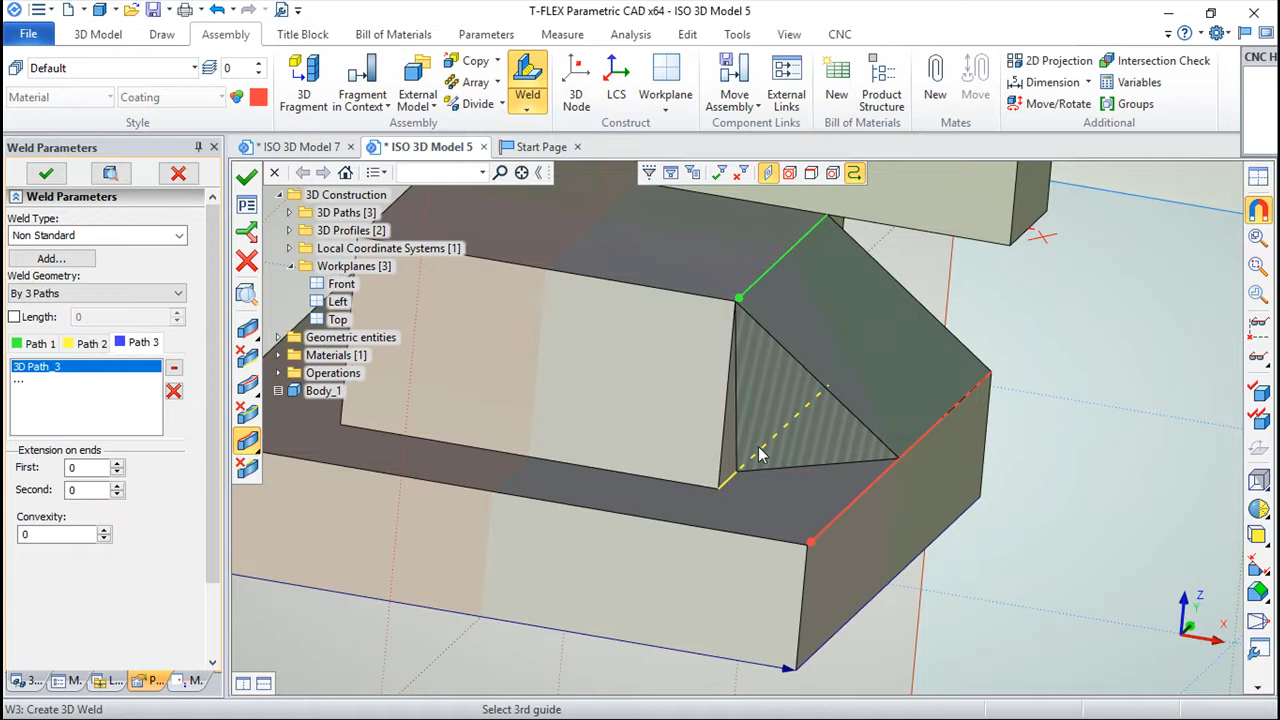 T-FLEX Parametric CAD x64 - ISO 3D Model 5
File
3D Model
Draw
Assembly
Title Block
Bill of Materials
Parameters
Measure
Analysis
Edit
Tools
View
CNC
Default
0
Material
Coating
Style
3D Fragment
Fragment in Context
External Model
Copy
Array
Divide
Assembly
Weld
3D Node
LCS
Workplane
Construct
Move Assembly
External Links
Component Links
New
Product Structure
Bill of Materials
New
Move
Mates
2D Projection
Dimension
Move/Rotate
Intersection Check
Variables
Groups
Additional
CNC H
Weld Parameters
* ISO 3D Model 7
* ISO 3D Model 5
Start Page
Weld Parameters
Weld Type:
Non Standard
Add...
Weld Geometry:
By 3 Paths
Length:
0
Path 1
Path 2
Path 3
3D Path_3
...
Extension on ends
First:
0
Second:
0
Convexity:
0
3D Construction
3D Paths [3]
3D Profiles [2]
Local Coordinate Systems [1]
Workplanes [3]
Front
Left
Top
Geometric entities
Materials [1]
Operations
Body_1
X
Z
Y
X
3...
M.
L...
P...
M.
W3: Create 3D Weld
Select 3rd guide